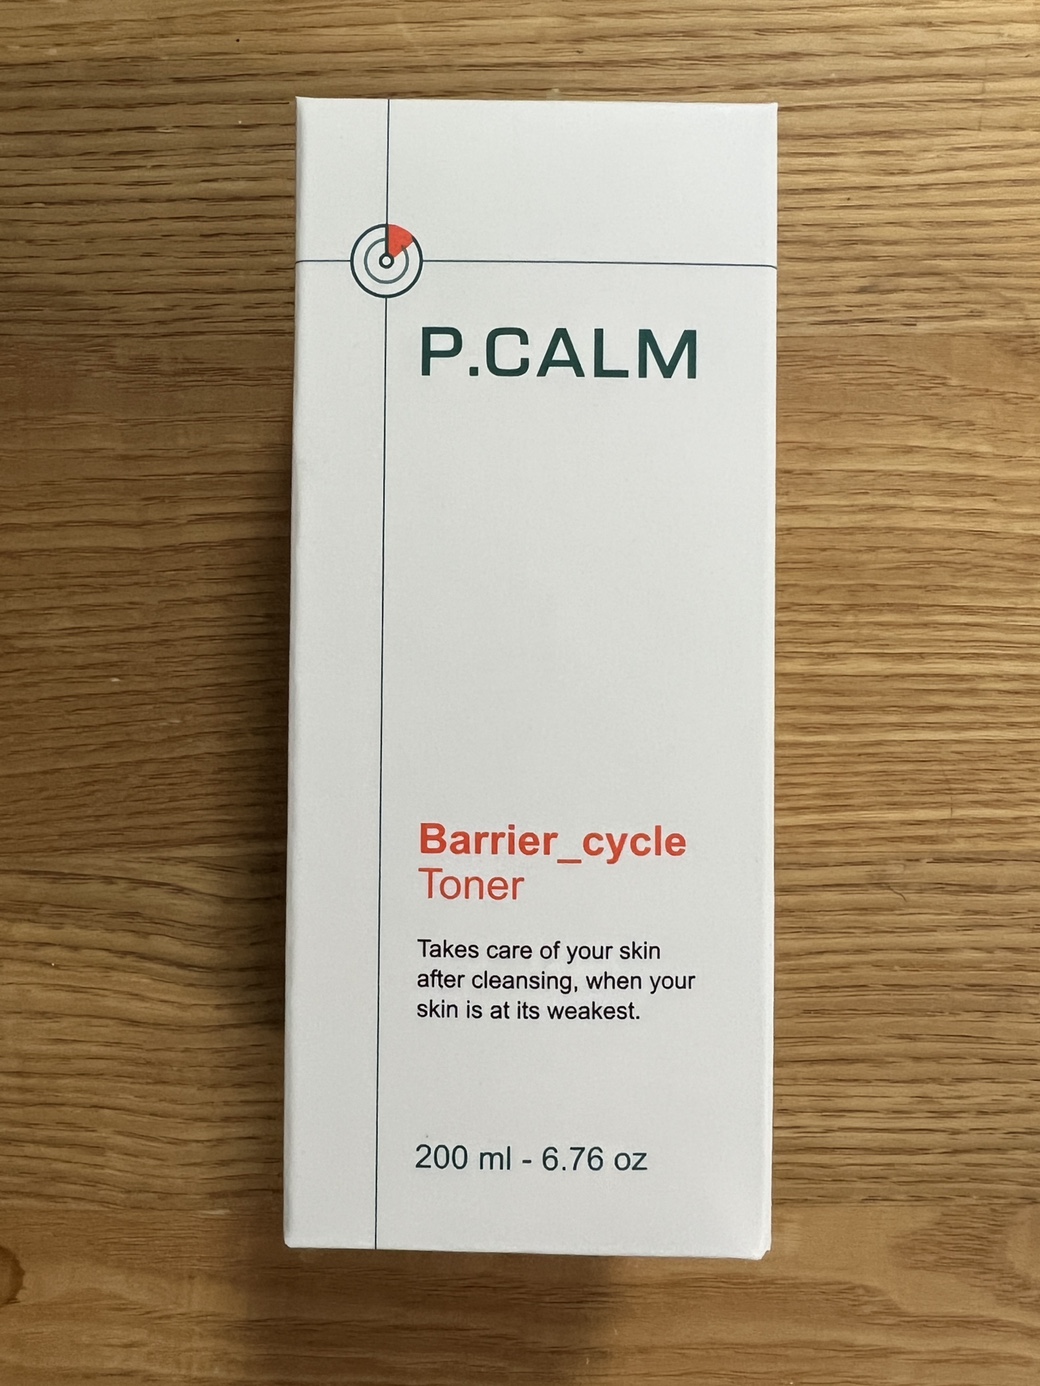 P.CALM
Barrier_cycle
Toner
Takes care of your skin
after cleansing, when your
skin is at its weakest.
200 ml - 6.76 oz